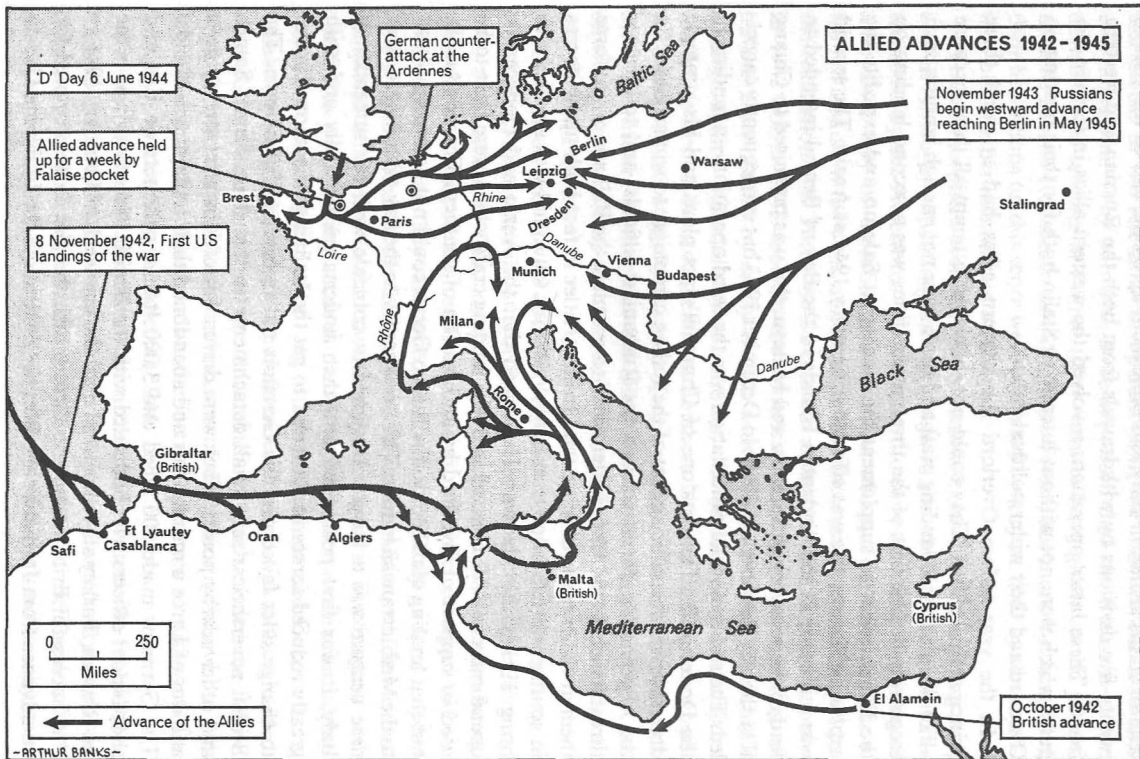 ALLIED ADVANCES 1942–1945
'D' Day 6 June 1944
German counter-
attack at the
Ardennes
November 1943 Russians
begin westward advance
reaching Berlin in May 1945
Allied advance held
up for a week by
Falaise pocket
8 November 1942, First US
landings of the war
Baltic Sea
Berlin
Warsaw
Leipzig
Dresden
Stalingrad
Brest
Paris
Rhine
Loire
Danube
Munich
Vienna
Budapest
Milan
Rhône
Danube
Black Sea
Rome
Gibraltar
(British)
Ft Lyautey
Casablanca
Safi
Oran
Algiers
Malta
(British)
Cyprus
(British)
Mediterranean Sea
El Alamein
October 1942
British advance
0 250
Miles
Advance of the Allies
~ARTHUR BANKS~